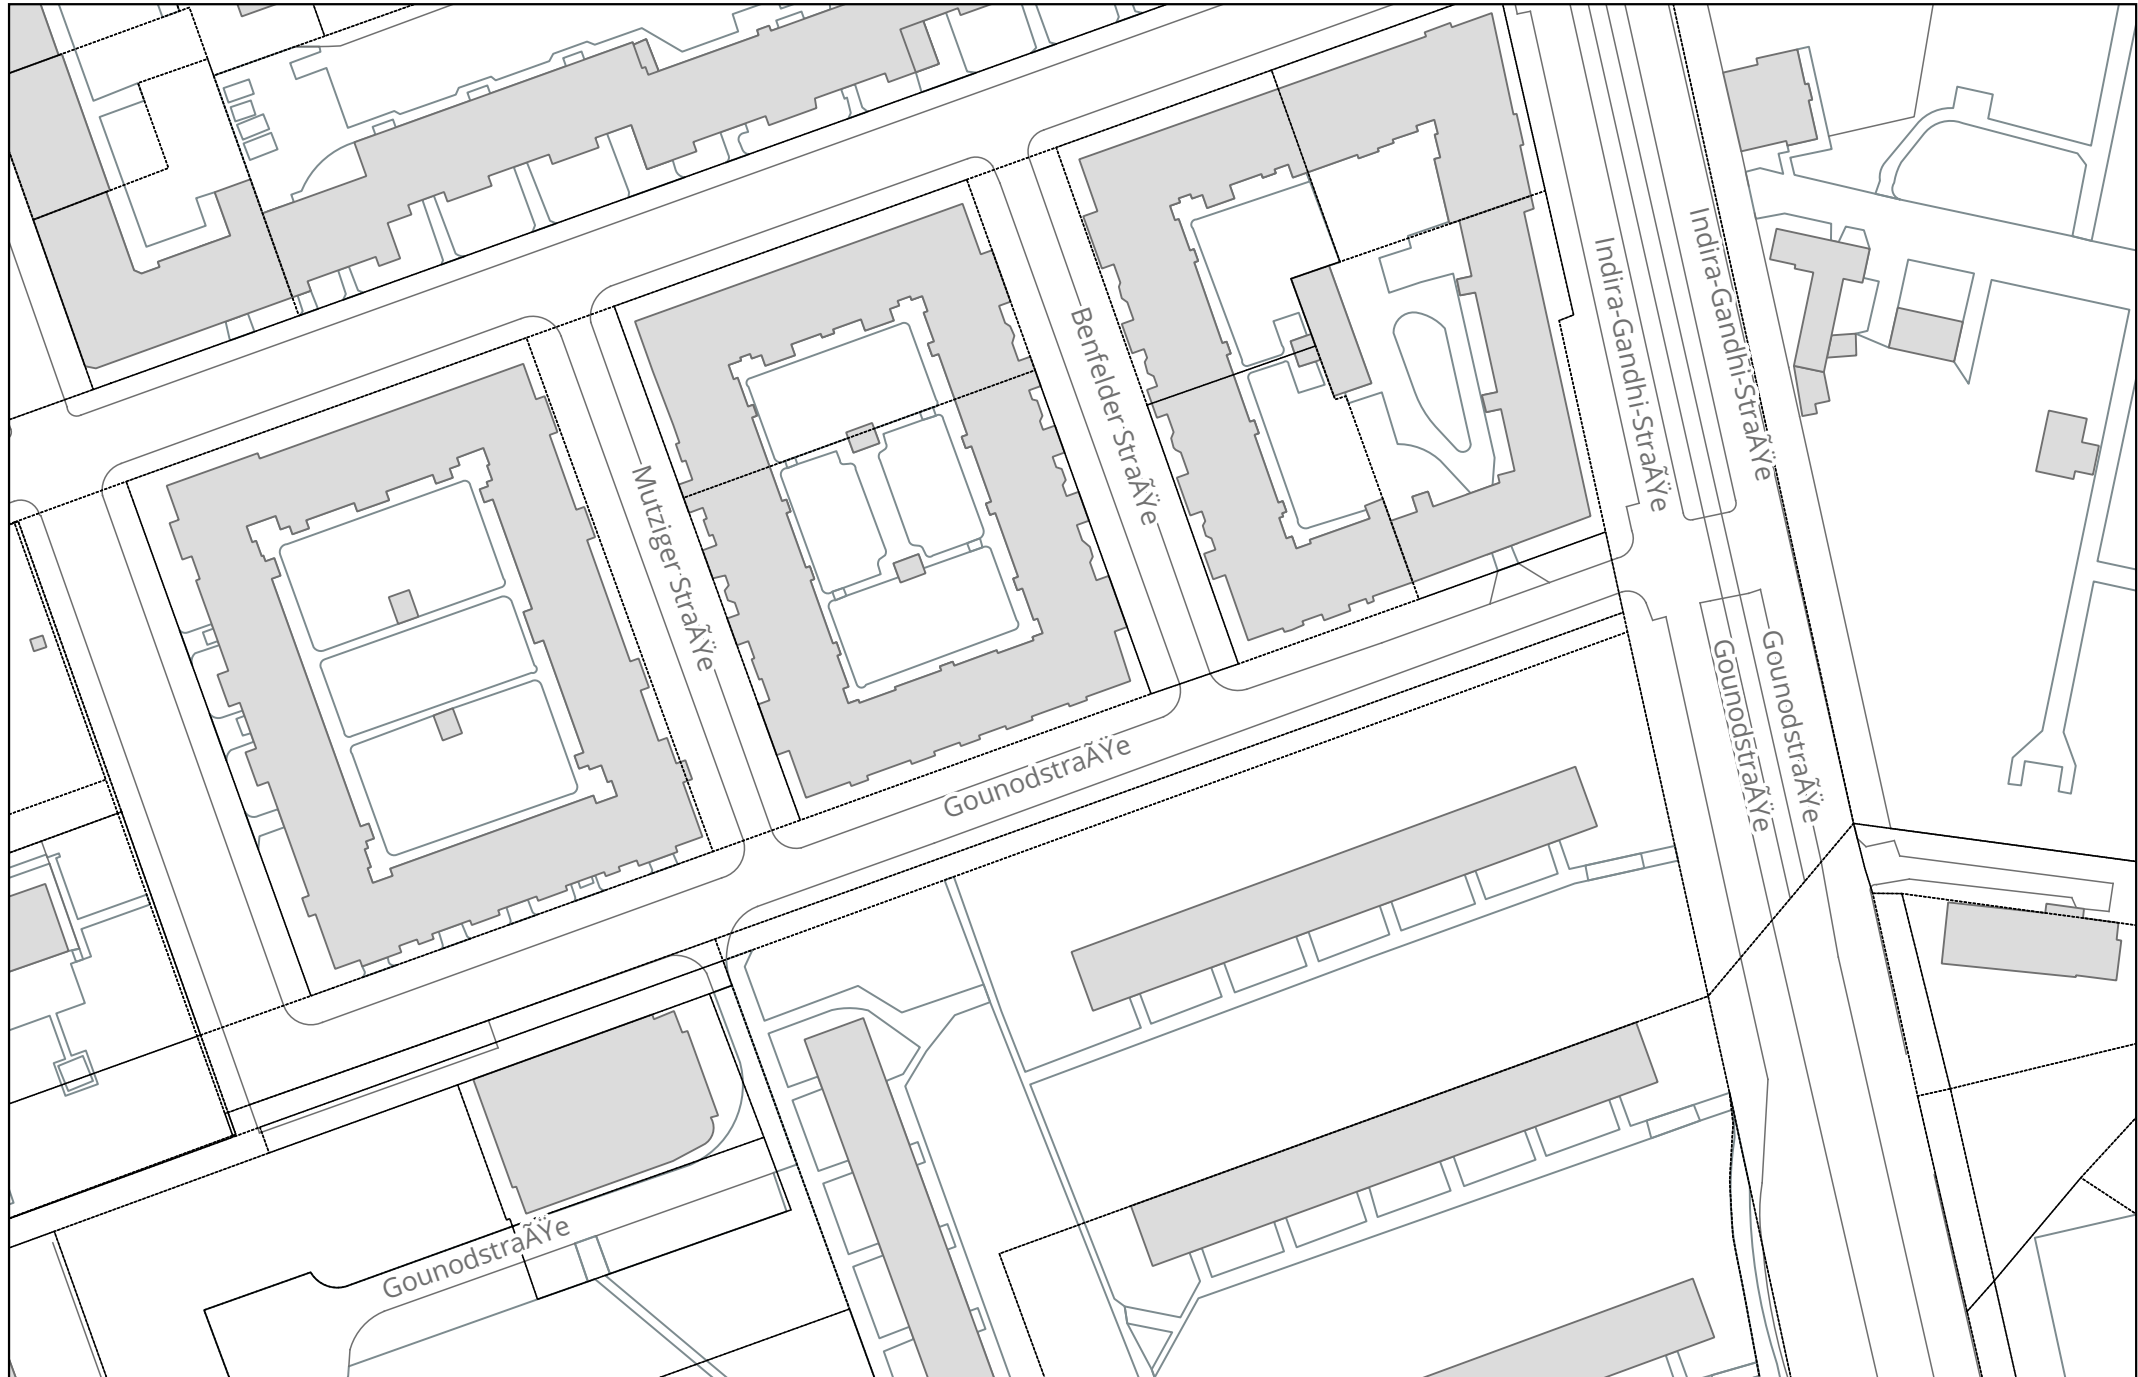 Indira-Gandhi-StraÃŸe
Indira-Gandhi-StraÃŸe
Benfelder StraÃŸe
Mutziger StraÃŸe
GounodstraÃŸe
GounodstraÃŸe
GounodstraÃŸe
GounodstraÃŸe